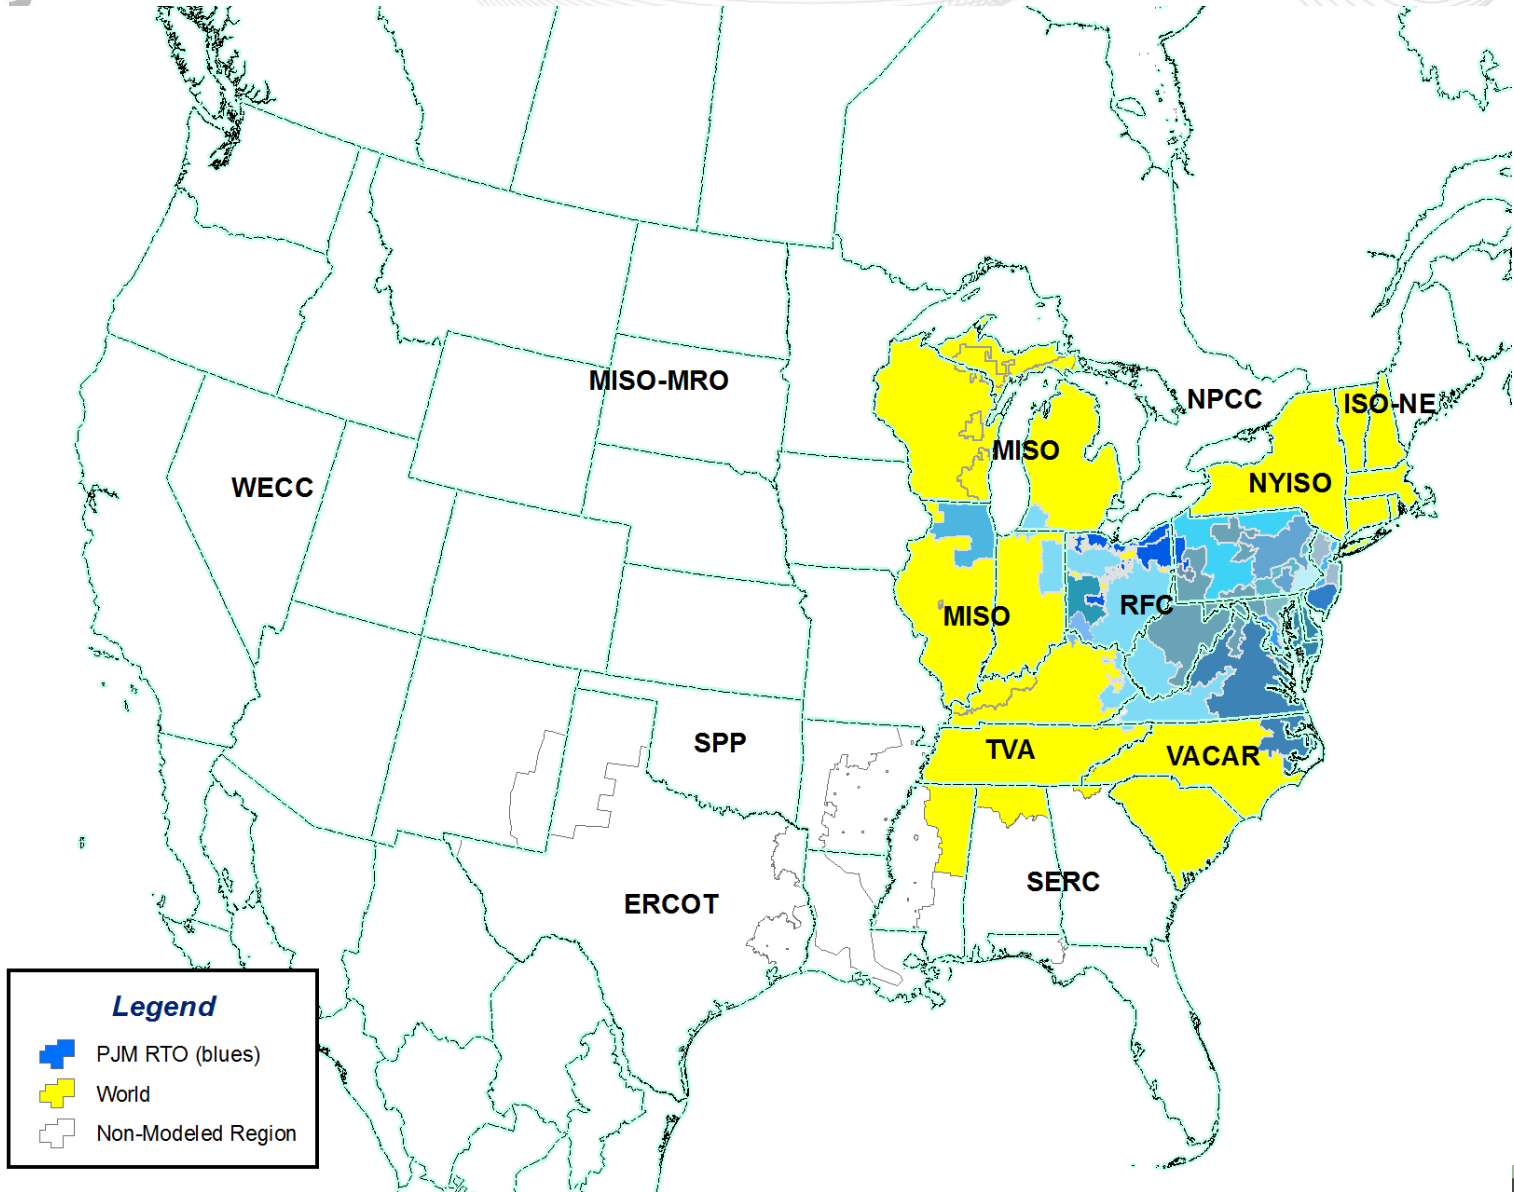 MISO-MRO
NPCC
ISO-NE
MISO
WECC
NYISO
RFC
MISO
SPP
TVA
VACAR
SERC
ERCOT
Legend
PJM RTO (blues)
World
Non-Modeled Region